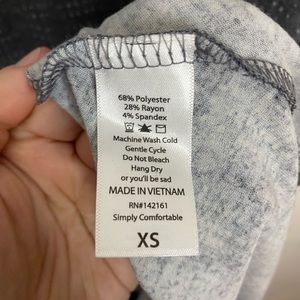 68% Polyester
28% Rayon
4% Spandex
Machine Wash Cold
Gentle Cycle
Do Not Bleach
Hang Dry
or you'll be sad
MADE IN VIETNAM
RN#142161
Simply Comfortable
XS